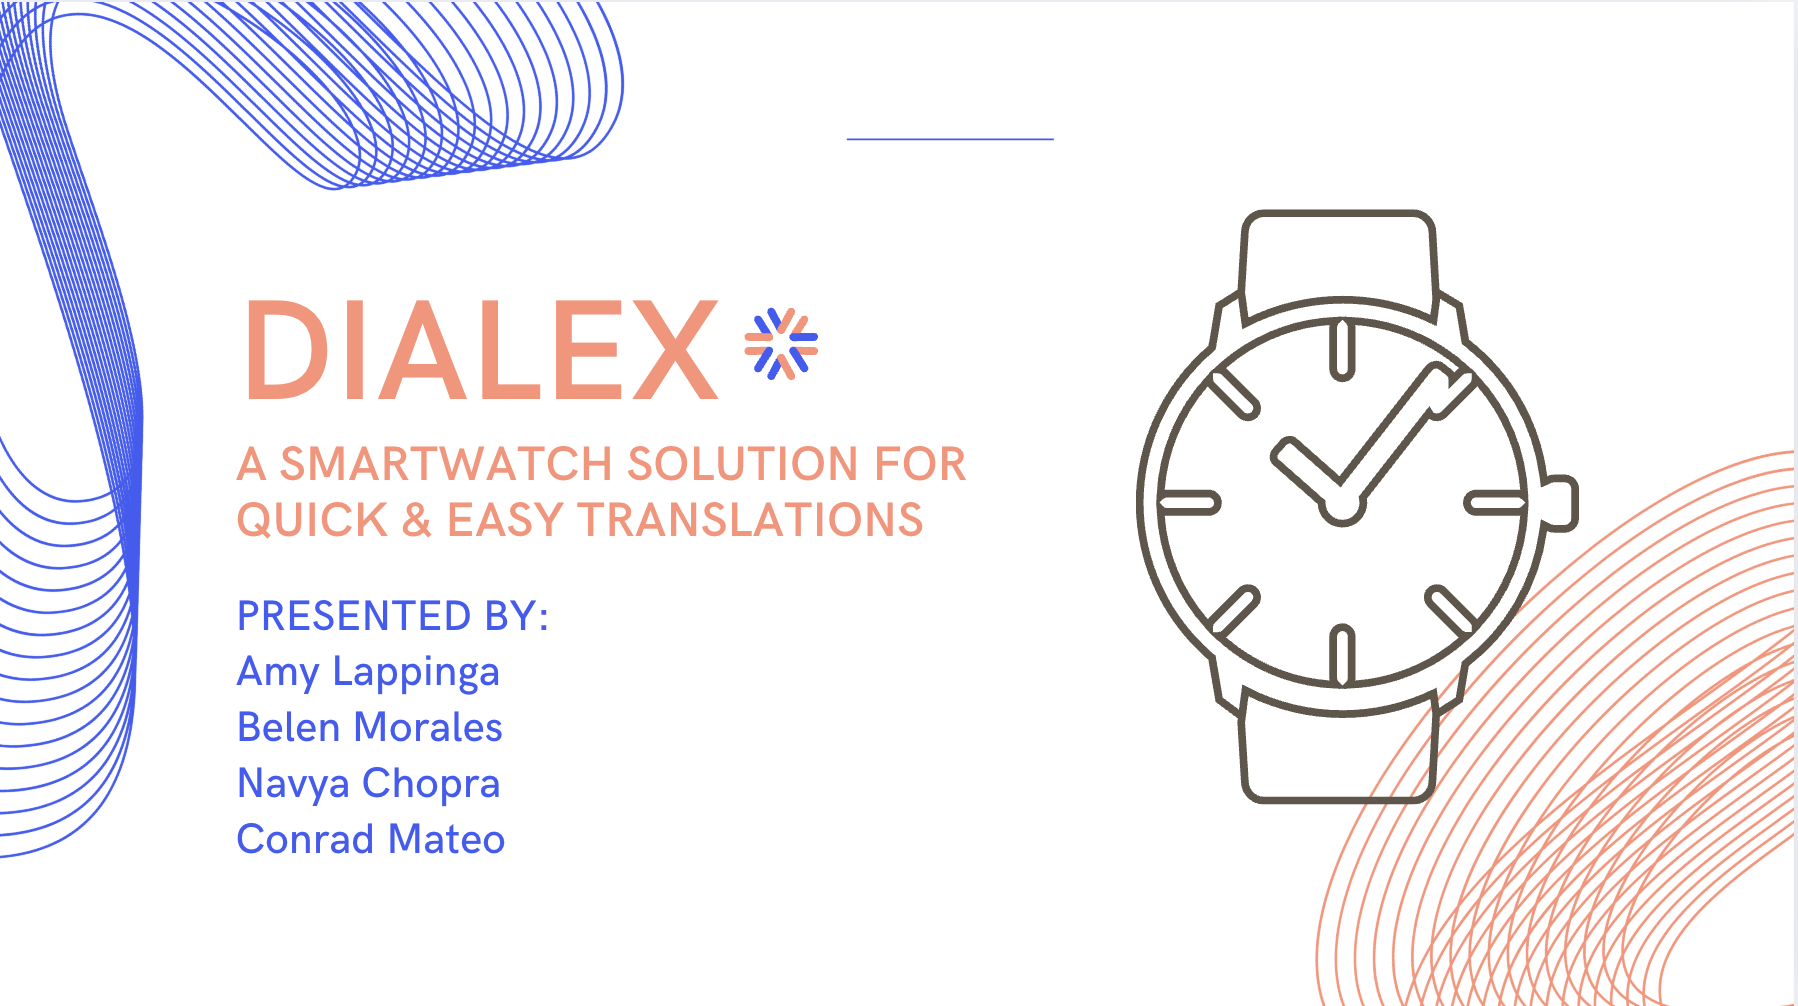 DIALEX
A SMARTWATCH SOLUTION FOR
QUICK & EASY TRANSLATIONS
PRESENTED BY:
Amy Lappinga
Belen Morales
Navya Chopra
Conrad Mateo